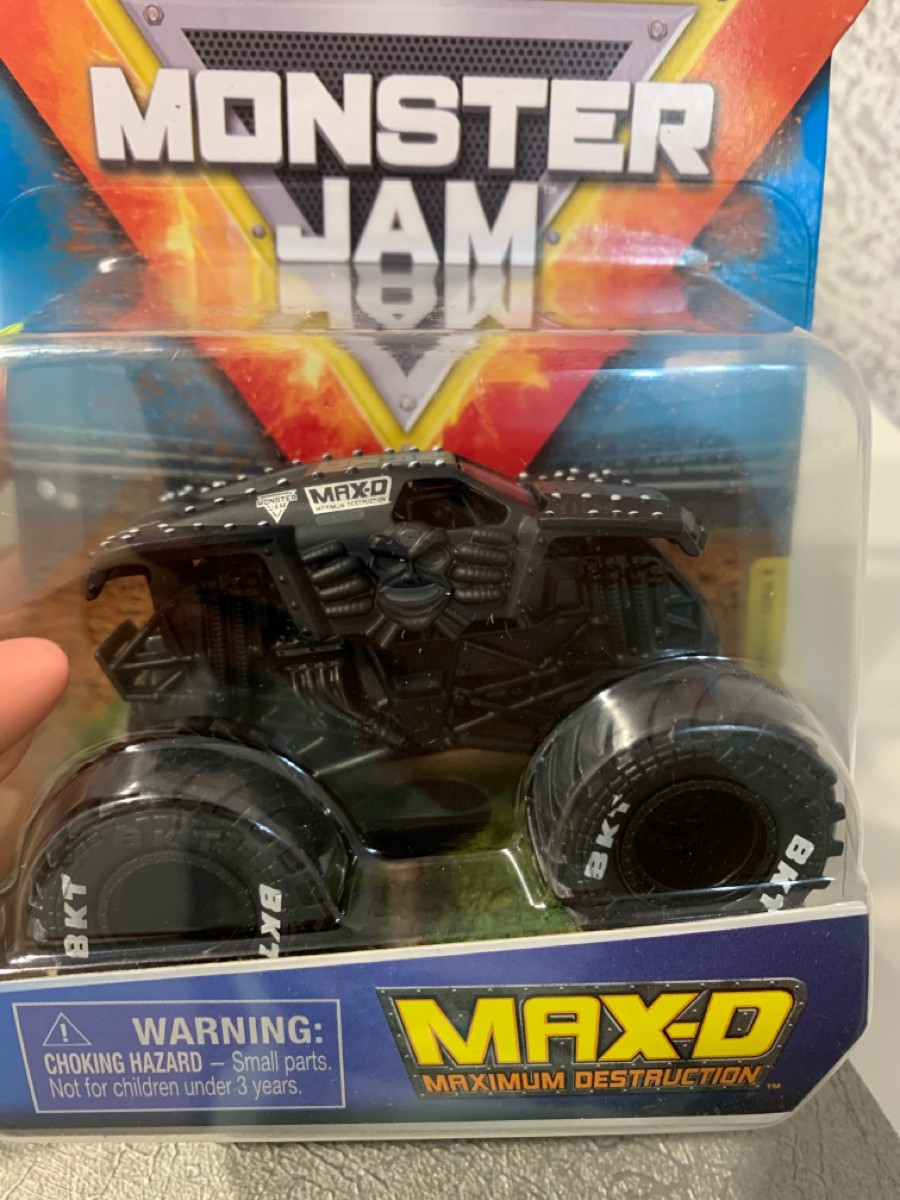 MONSTER
JAM
MONSTER
JAM
MAX-D
MAXIMUM DESTRUCTION
BKT
BKT
BKT
BKT
WARNING:
CHOKING HAZARD – Small parts.
Not for children under 3 years.
MAX-D
MAXIMUM DESTRUCTION™